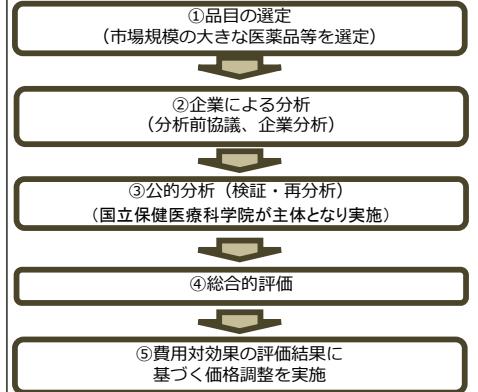 ①品目の選定
（市場規模の大きな医薬品等を選定）
②企業による分析
（分析前協議、企業分析）
③公的分析（検証・再分析）
（国立保健医療科学院が主体となり実施）
④総合的評価
⑤費用対効果の評価結果に
基づく価格調整を実施